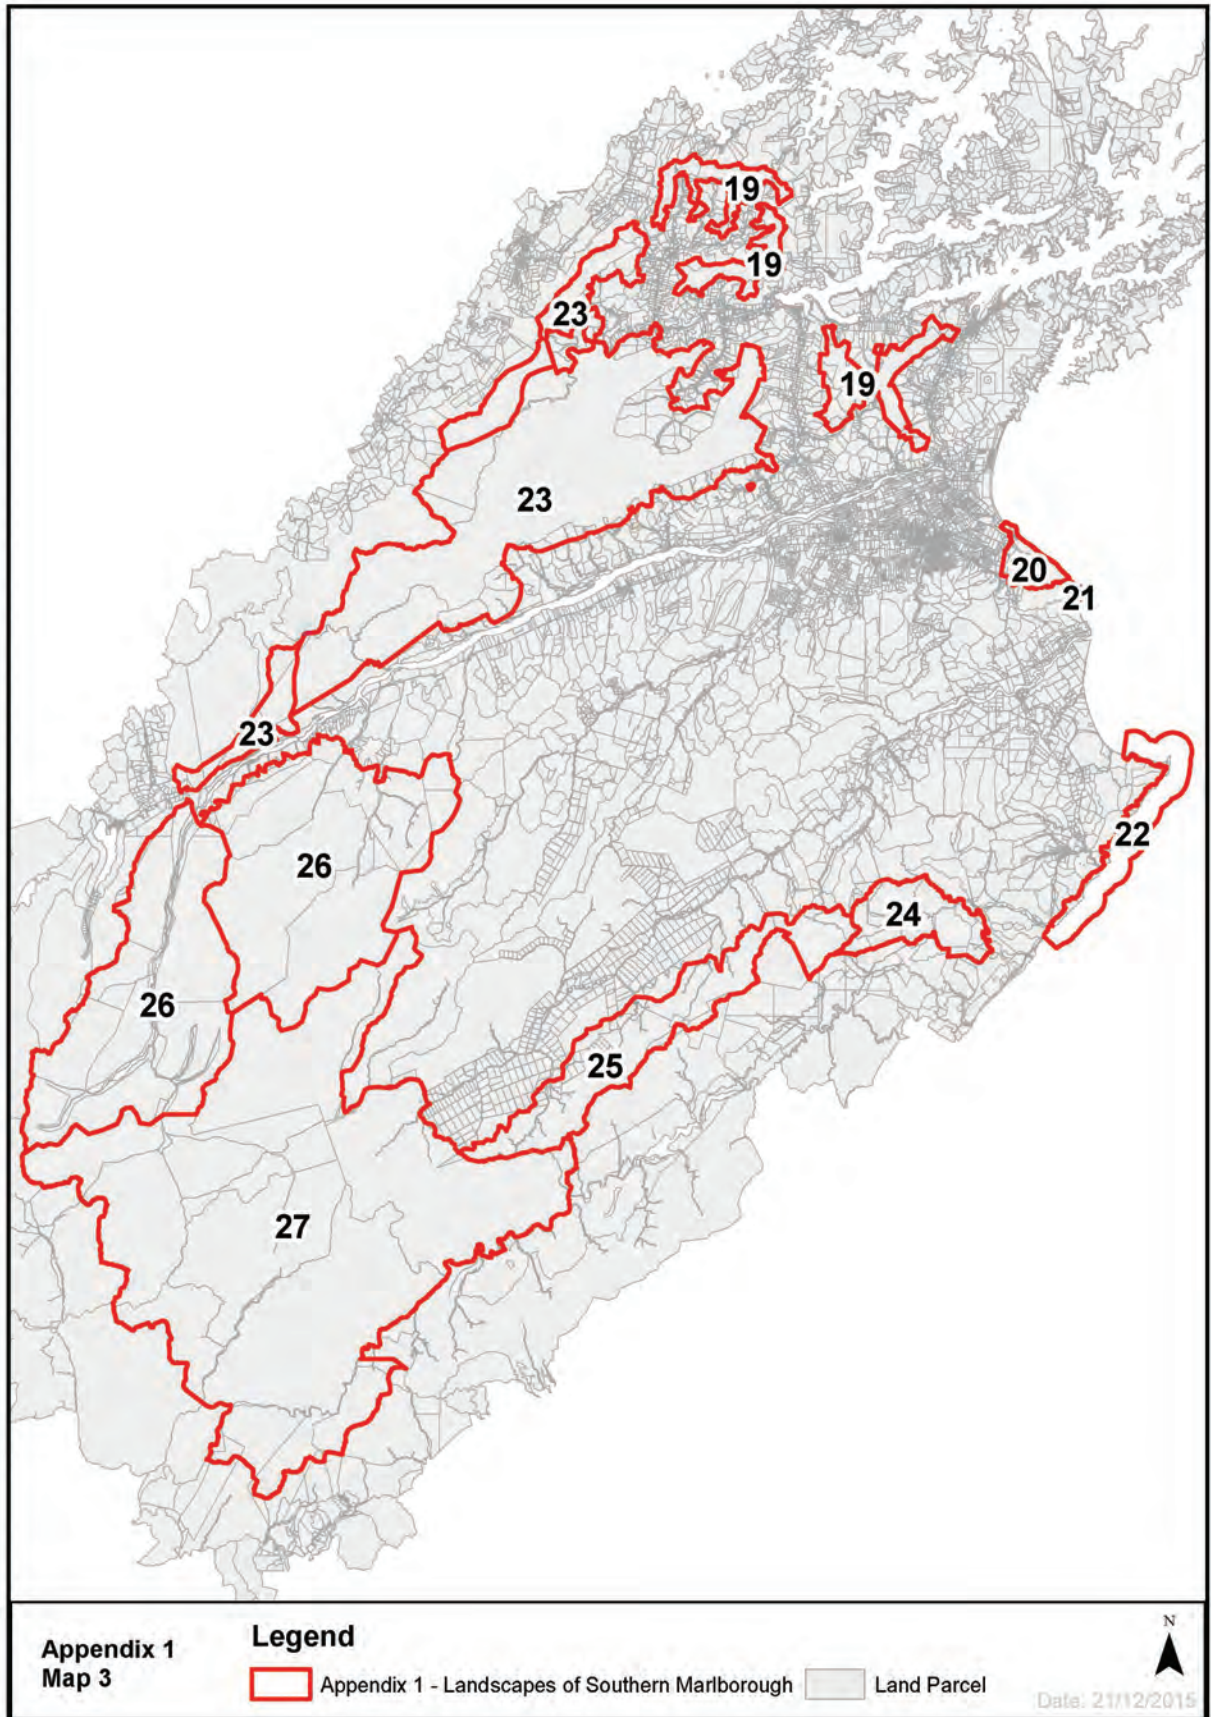 19
19
23
19
23
20
21
23
22
26
24
26
25
27
Appendix 1
Map 3
Legend
Appendix 1 - Landscapes of Southern Marlborough
Land Parcel
N
Date: 21/12/2015